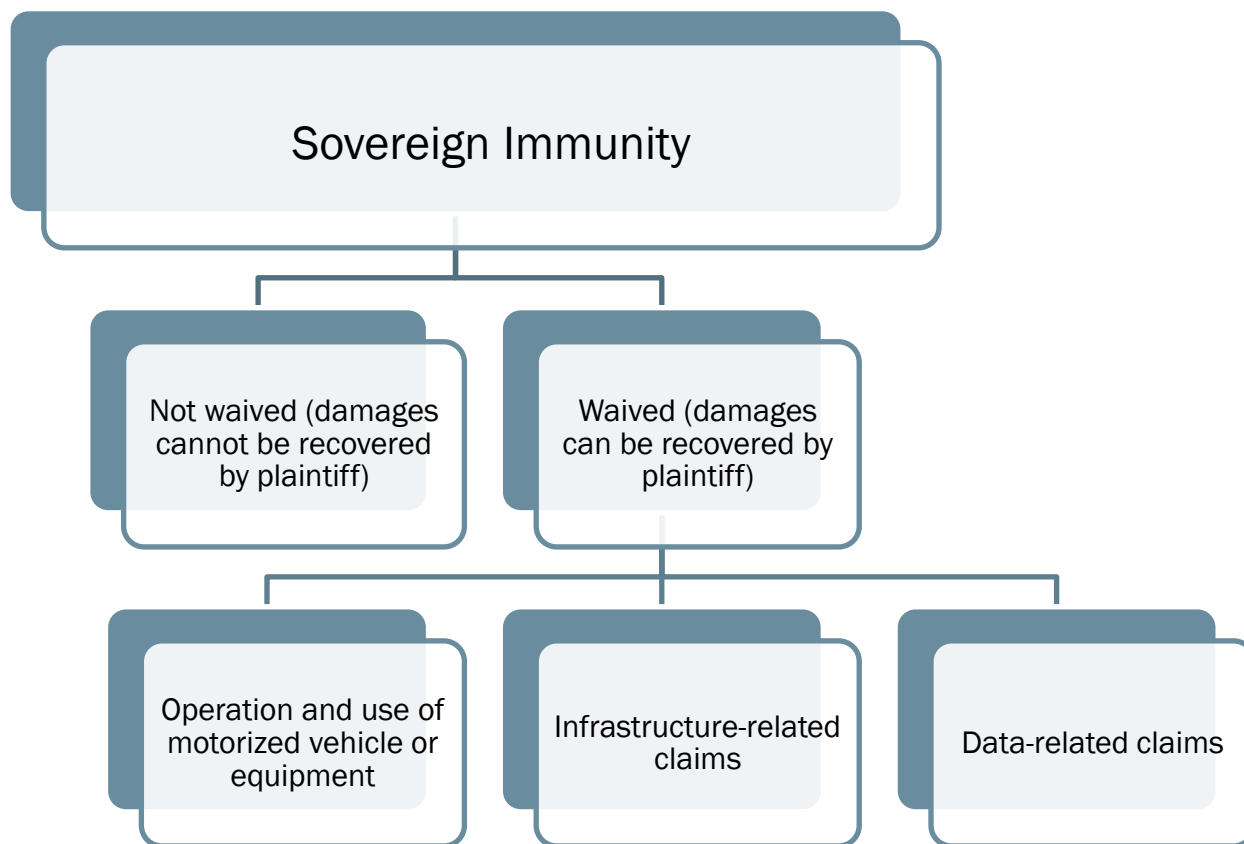 Sovereign Immunity
Not waived (damages
cannot be recovered
by plaintiff)
Waived (damages
can be recovered by
plaintiff)
Operation and use of
motorized vehicle or
equipment
Infrastructure-related
claims
Data-related claims